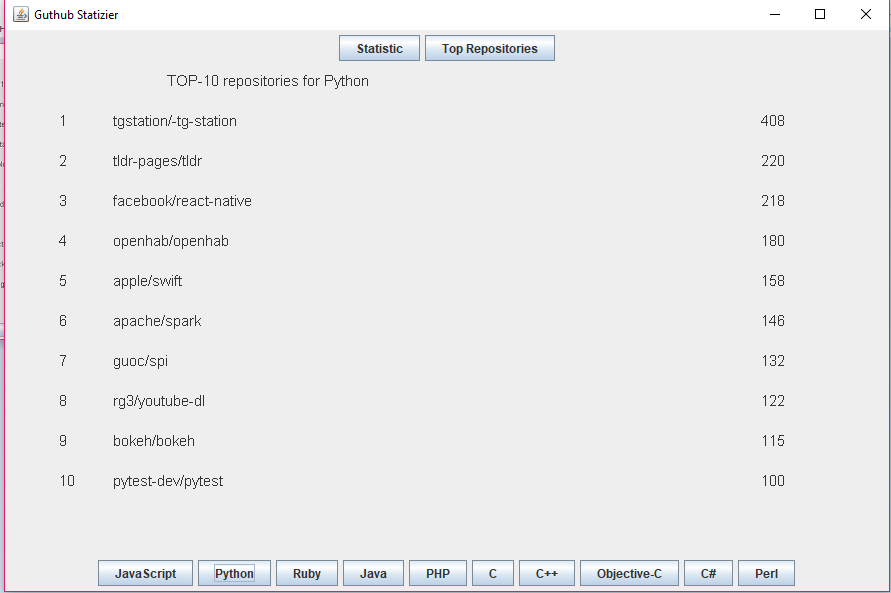 Guthub Statizier
Statistic Top Repositories
TOP-10 repositories for Python
1 tgstation/-tg-station 408
2 tldr-pages/tldr 220
3 facebook/react-native 218
4 openhab/openhab 180
5 apple/swift 158
6 apache/spark 146
7 guoc/spi 132
8 rg3/youtube-dl 122
9 bokeh/bokeh 115
10 pytest-dev/pytest 100
JavaScript Python Ruby Java PHP C C++ Objective-C C# Perl